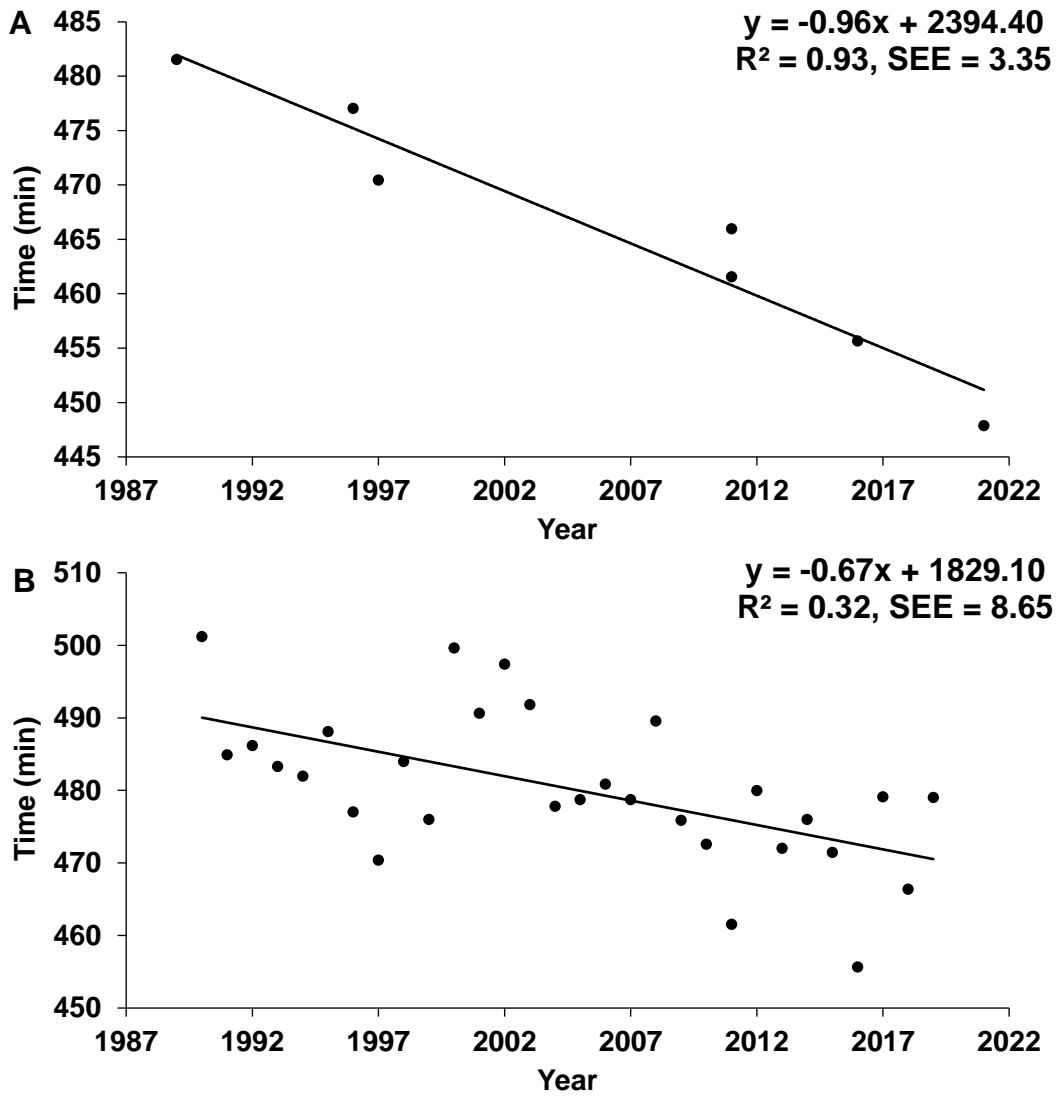 A
y = -0.96x + 2394.40
R² = 0.93, SEE = 3.35
485
480
475
470
465
460
455
450
445
Time (min)
1987 1992 1997 2002 2007 2012 2017 2022
Year
B
y = -0.67x + 1829.10
R² = 0.32, SEE = 8.65
510
500
490
480
470
460
450
Time (min)
1987 1992 1997 2002 2007 2012 2017 2022
Year